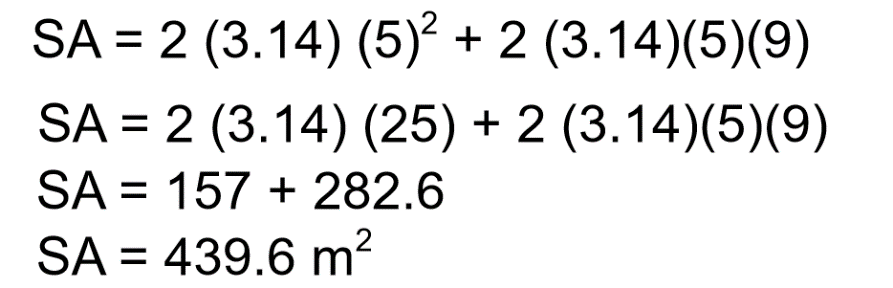 SA = 2 (3.14) (5)² + 2 (3.14)(5)(9)
SA = 2 (3.14) (25) + 2 (3.14)(5)(9)
SA = 157 + 282.6
SA = 439.6 m²